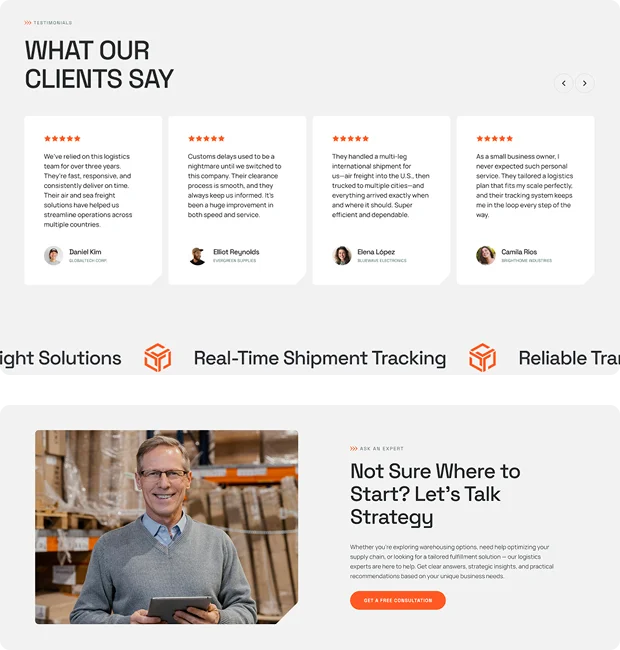 TESTIMONIALS
WHAT OUR
CLIENTS SAY
We've relied on this logistics
team for over three years.
They're fast, responsive, and
consistently deliver on time.
Their air and sea freight
solutions have helped us
streamline operations across
multiple countries.
Daniel Kim
GLOBALTECH CORP.
Customs delays used to be a
nightmare until we switched to
this company. Their clearance
process is smooth, and they
always keep us informed. It's
been a huge improvement in
both speed and service.
Elliot Reynolds
EVERGREEN SUPPLIES
They handled a multi-leg
international shipment for
us—air freight into the U.S., then
trucked to multiple cities—and
everything arrived exactly when
and where it should. Super
efficient and dependable.
Elena López
BLUEWAVE ELECTRONICS
As a small business owner, I
never expected such personal
service. They tailored a logistics
plan that fits my scale perfectly,
and their tracking system keeps
me in the loop every step of the
way.
Camila Rios
BRIGHTHOME INDUSTRIES
ight Solutions Real-Time Shipment Tracking Reliable Tra
ASK AN EXPERT
Not Sure Where to
Start? Let's Talk
Strategy
Whether you're exploring warehousing options, need help optimizing your
supply chain, or looking for a tailored fulfillment solution — our logistics
experts are here to help. Get clear answers, strategic insights, and practical
recommendations based on your unique business needs.
GET A FREE CONSULTATION